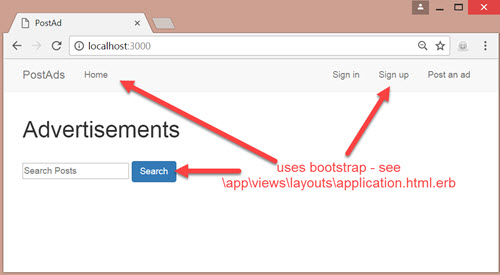 PostAd
localhost:3000
PostAds Home Sign in Sign up Post an ad
Advertisements
Search Posts Search
uses bootstrap - see
\app\views\layouts\application.html.erb